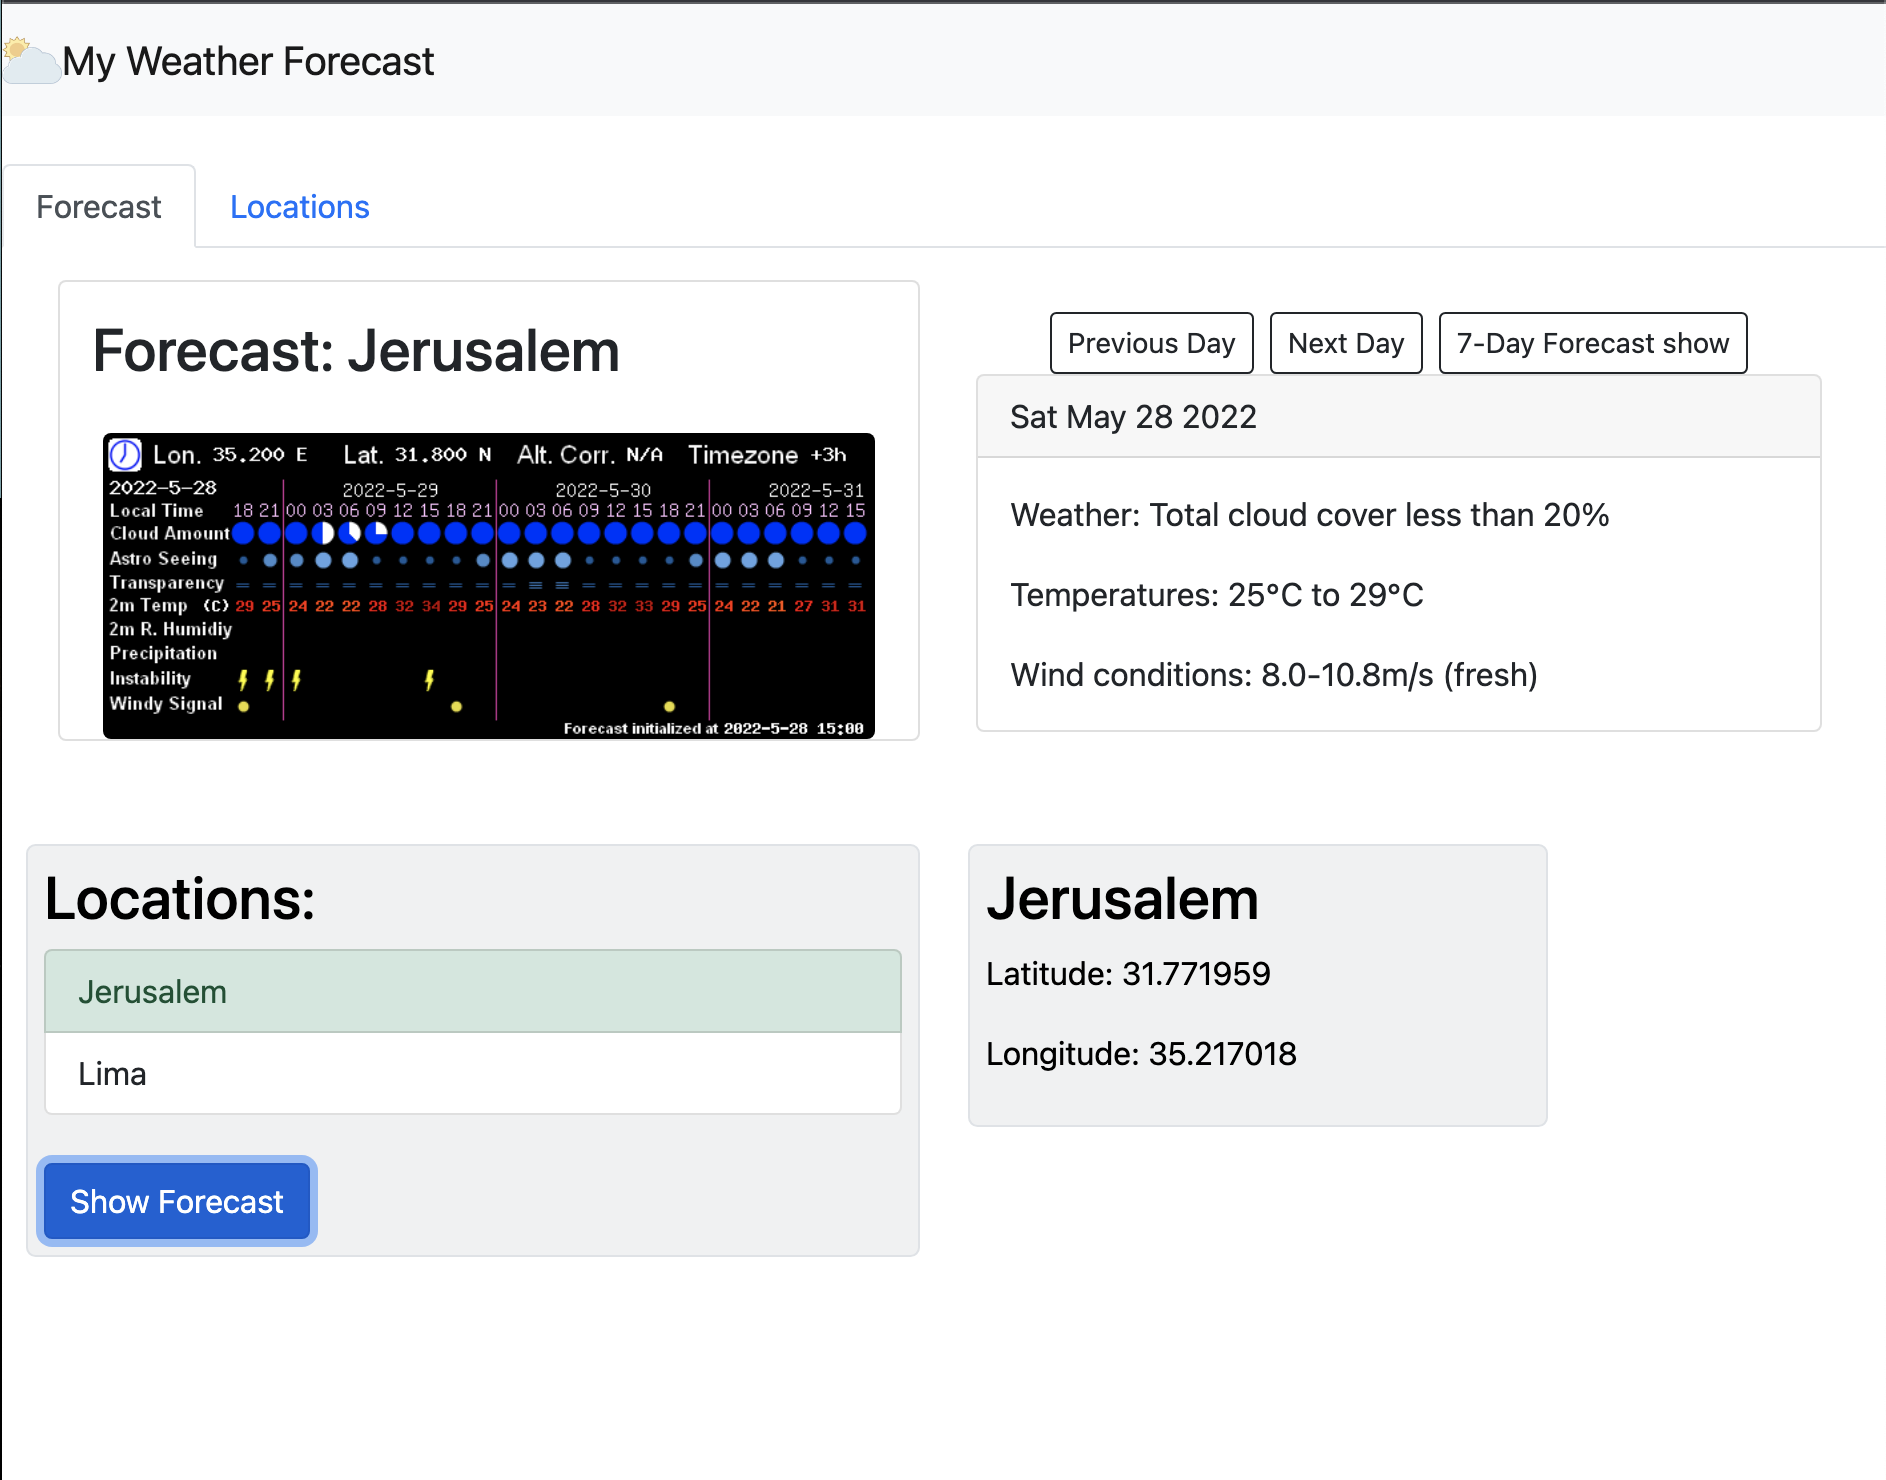 My Weather Forecast
Forecast
Locations
Forecast: Jerusalem
Lon. 35.200 E Lat. 31.800 N Alt. Corr. N/A Timezone +3h
2022-5-28 2022-5-29 2022-5-30 2022-5-31
Local Time 18 21 00 03 06 09 12 15 18 21 00 03 06 09 12 15 18 21 00 03 06 09 12 15
Cloud Amount
Astro Seeing
Transparency
2m Temp (C) 29 25 24 22 22 28 32 34 29 25 24 23 22 28 32 33 29 25 24 22 21 27 31 31
2m R. Humidiy
Precipitation
Instability
Windy Signal
Forecast initialized at 2022-5-28 15:00
Previous Day
Next Day
7-Day Forecast show
Sat May 28 2022
Weather: Total cloud cover less than 20%
Temperatures: 25°C to 29°C
Wind conditions: 8.0-10.8m/s (fresh)
Locations:
Jerusalem
Lima
Show Forecast
Jerusalem
Latitude: 31.771959
Longitude: 35.217018